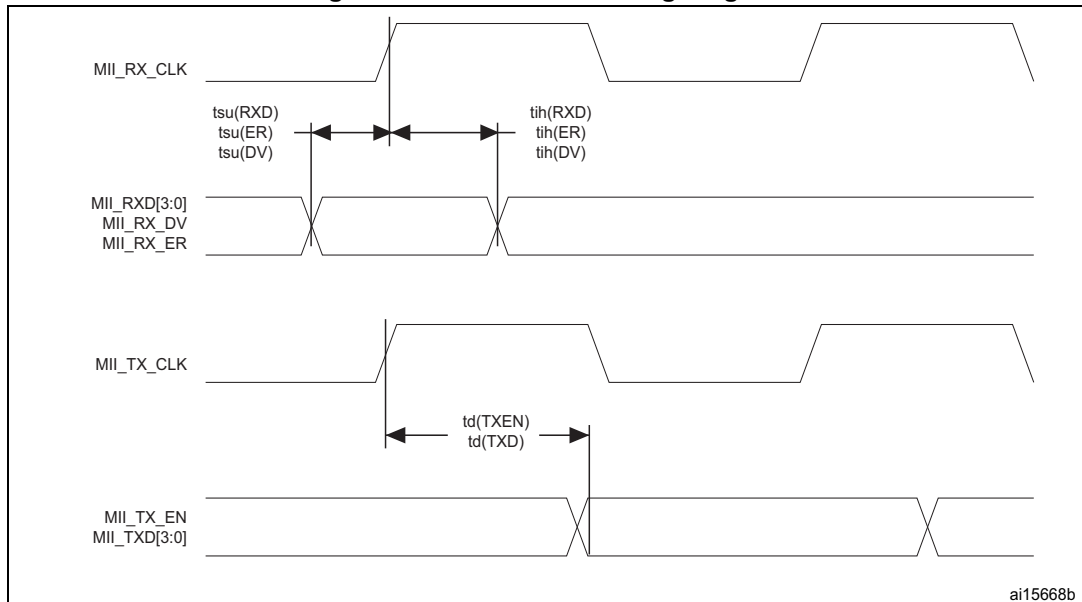 MII_RX_CLK
tsu(RXD)
tsu(ER)
tsu(DV)
tih(RXD)
tih(ER)
tih(DV)
MII_RXD[3:0]
MII_RX_DV
MII_RX_ER
MII_TX_CLK
td(TXEN)
td(TXD)
MII_TX_EN
MII_TXD[3:0]
ai15668b